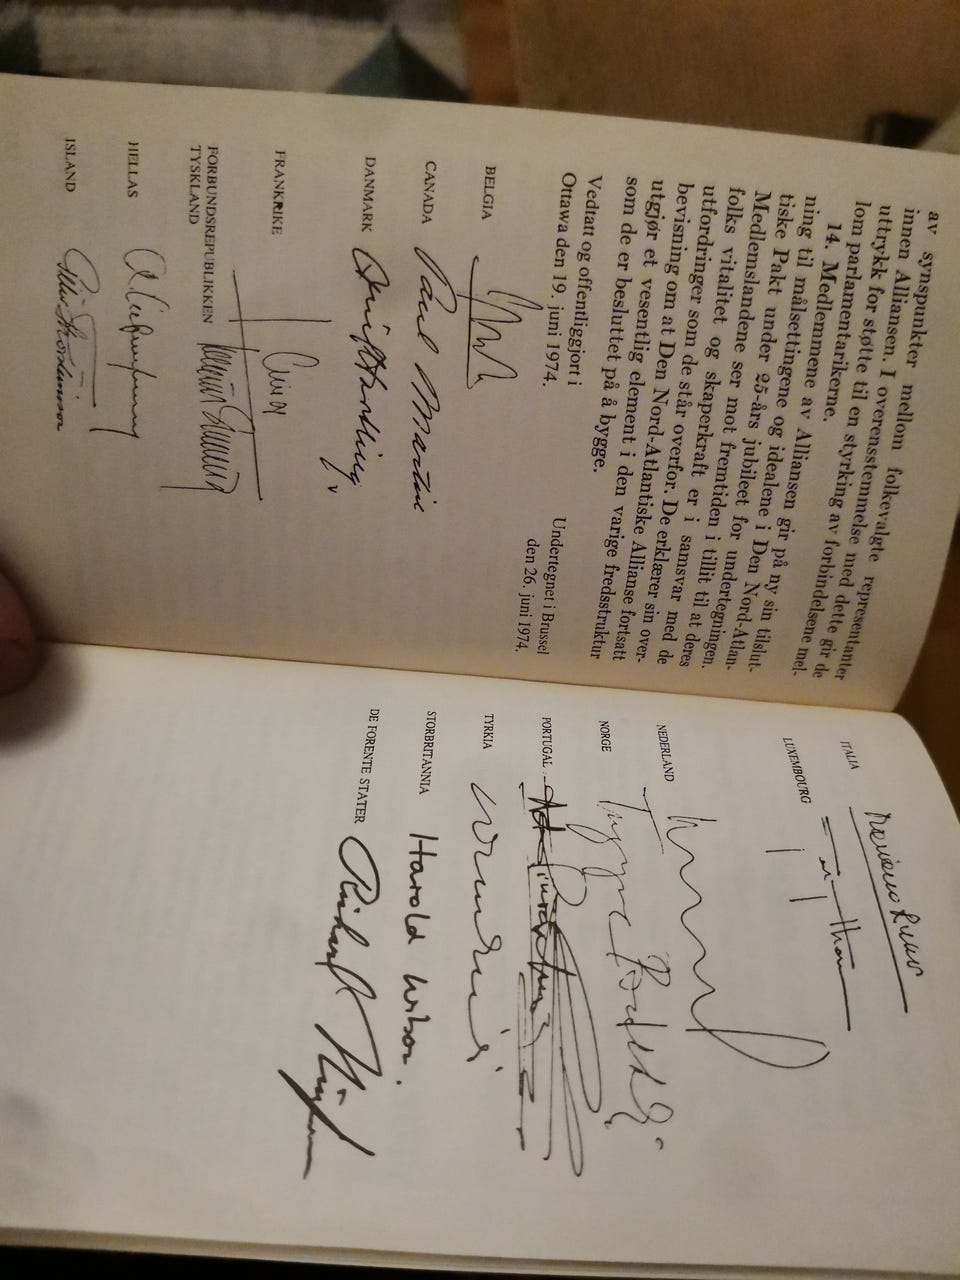 av synspunkter mellom folkevalgte representanter
innen Alliansen. I overensstemmelse med dette gir de
uttrykk for støtte til en styrking av forbindelsene mel-
lom parlamentarikerne.
14. Medlemmene av Alliansen gir på ny sin tilslut-
ning til målsettingene og idealene i Den Nord-Atlan-
tiske Pakt under 25-års jubileet for undertegningen.
Medlemslandene ser mot fremtiden i tillit til at deres
folks vitalitet og skaperkraft er i samsvar med de
utfordringer som de står overfor. De erklærer sin over-
bevisning om at Den Nord-Atlantiske Allianse fortsatt
utgjør et vesentlig element i den varige fredsstruktur
som de er besluttet på å bygge.
Vedtatt og offentliggjort i
Ottawa den 19. juni 1974.
Undertegnet i Brussel
den 26. juni 1974.
BELGIA
CANADA Paul Martin
DANMARK
FRANKRIKE
FORBUNDSREPUBLIKKEN
TYSKLAND
HELLAS
ISLAND
ITALIA
LUXEMBOURG
NEDERLAND
NORGE
PORTUGAL
TYRKIA
STORBRITANNIA Harold Wilson.
DE FORENTE STATER